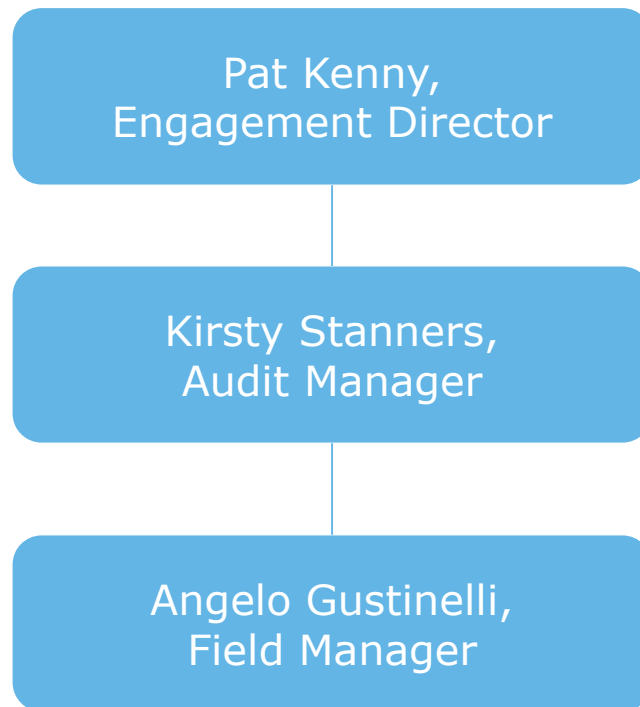 Pat Kenny,
Engagement Director
Kirsty Stanners,
Audit Manager
Angelo Gustinelli,
Field Manager